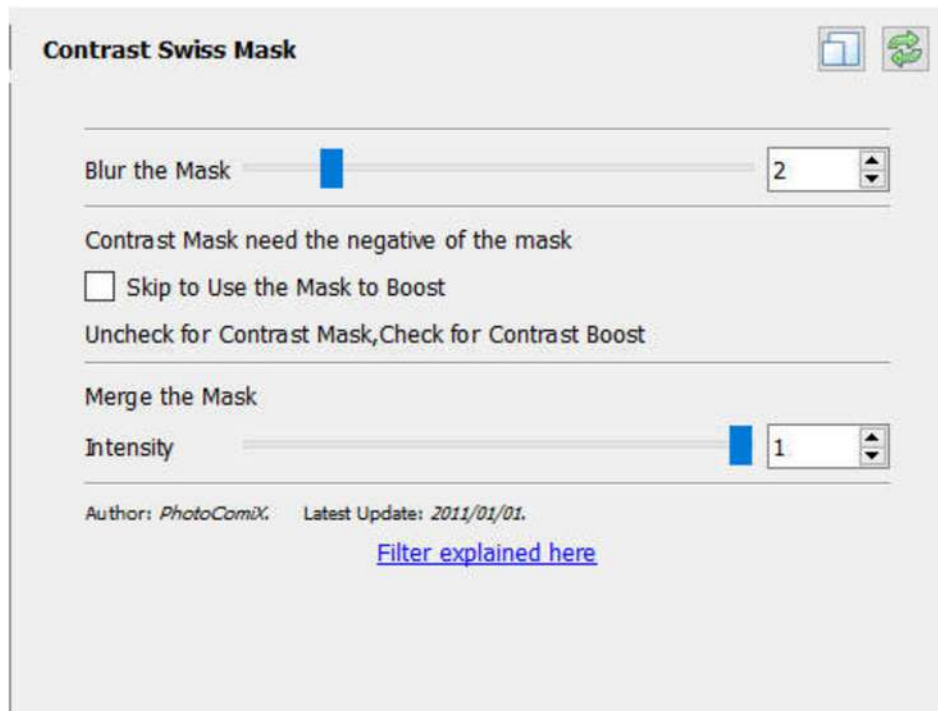 Contrast Swiss Mask
Blur the Mask 2
Contrast Mask need the negative of the mask
Skip to Use the Mask to Boost
Uncheck for Contrast Mask,Check for Contrast Boost
Merge the Mask
Intensity 1
Author: PhotoComiX. Latest Update: 2011/01/01.
Filter explained here